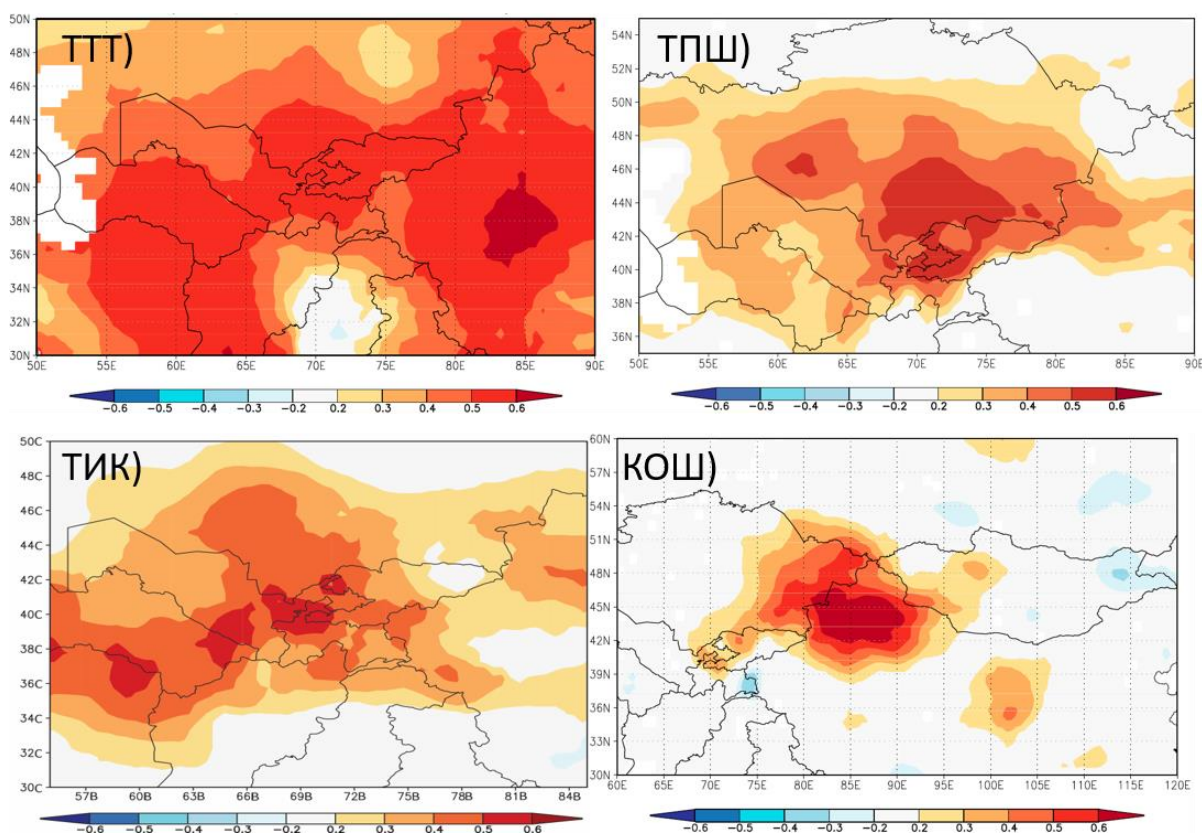 ТТТ)
50N
48N
46N
44N
42N
40N
38N
36N
34N
32N
30N
50E 55E 60E 65E 70E 75E 80E 85E 90E
-0.6 -0.5 -0.4 -0.3 -0.2 0.2 0.3 0.4 0.5 0.6
ТПШ)
54N
52N
50N
48N
46N
44N
42N
40N
38N
36N
50E 55E 60E 65E 70E 75E 80E 85E 90E
-0.6 -0.5 -0.4 -0.3 -0.2 0.2 0.3 0.4 0.5 0.6
ТИК)
50С
48С
46С
44С
42С
40С
38С
36С
34С
32С
30С
57В 60В 63В 66В 69В 72В 75В 78В 81В 84В
-0.6 -0.5 -0.4 -0.3 -0.2 0.2 0.3 0.4 0.5 0.6
КОШ)
60N
57N
54N
51N
48N
45N
42N
39N
36N
33N
30N
60E 65E 70E 75E 80E 85E 90E 95E 100E 105E 110E 115E 120E
-0.6 -0.5 -0.4 -0.3 -0.2 0.2 0.3 0.4 0.5 0.6